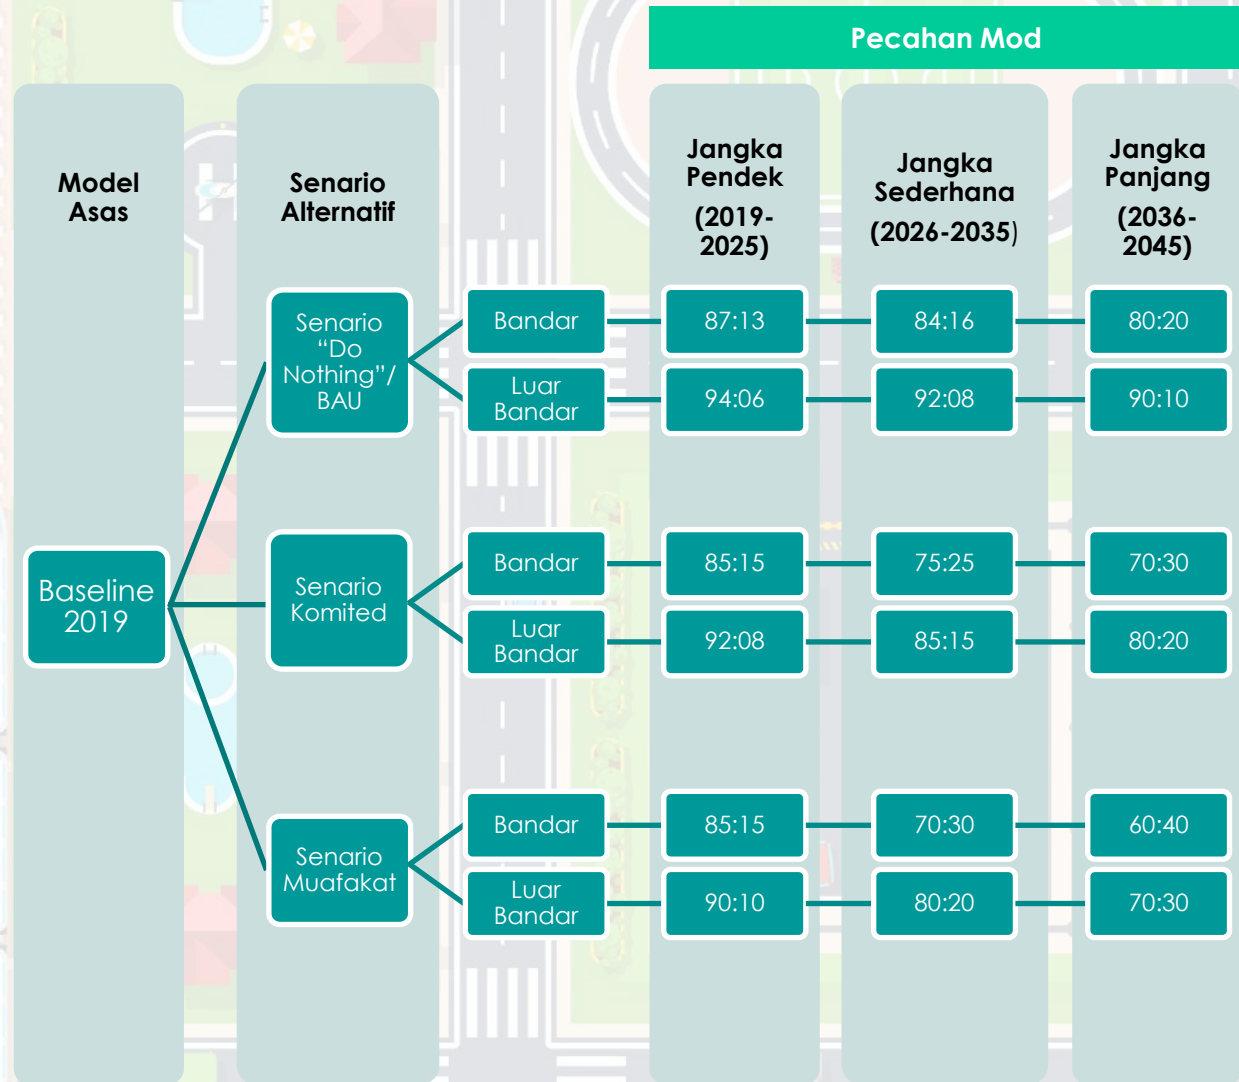 Pecahan Mod
Model
Asas
Senario
Alternatif
Jangka
Pendek
(2019-
2025)
Jangka
Sederhana
(2026-2035)
Jangka
Panjang
(2036-
2045)
Baseline
2019
Senario
“Do
Nothing”/
BAU
Bandar
87:13
84:16
80:20
Luar
Bandar
94:06
92:08
90:10
Senario
Komited
Bandar
85:15
75:25
70:30
Luar
Bandar
92:08
85:15
80:20
Senario
Muafakat
Bandar
85:15
70:30
60:40
Luar
Bandar
90:10
80:20
70:30